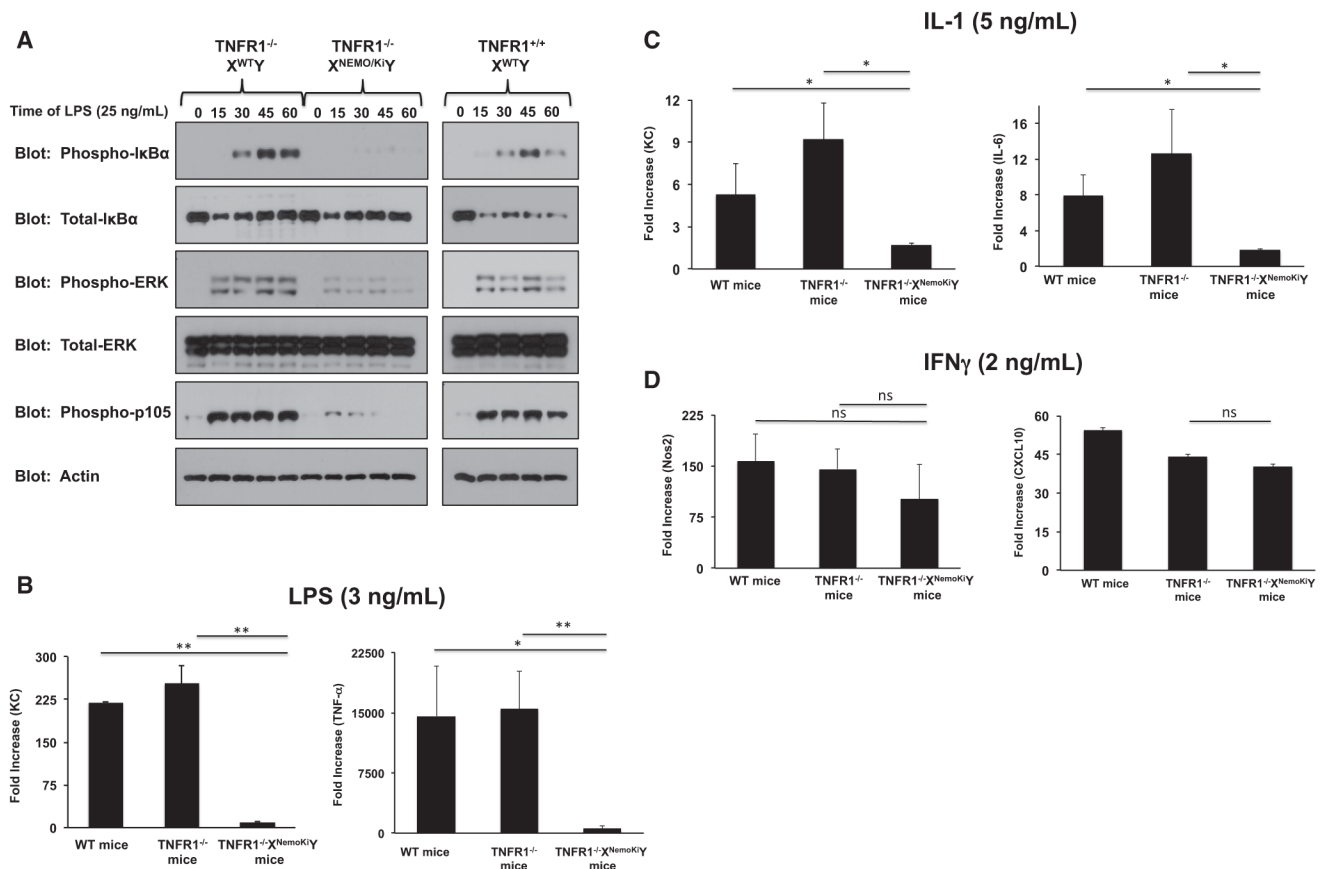 A
TNFR1-/-
XWTY
TNFR1-/-
XNEMO/KiY
TNFR1+/+
XWTY
Time of LPS (25 ng/mL)
0 15 30 45 60 0 15 30 45 60
0 15 30 45 60
Blot: Phospho-IκBα
Blot: Total-IκBα
Blot: Phospho-ERK
Blot: Total-ERK
Blot: Phospho-p105
Blot: Actin
B
LPS (3 ng/mL)
**
**
Fold Increase (KC)
300
225
150
75
0
WT mice
TNFR1-/-
mice
TNFR1-/-XNemoKiY
mice
**
*
Fold Increase (TNF-α)
22500
15000
7500
0
WT mice
TNFR1-/-
mice
TNFR1-/-XNemoKiY
mice
C
IL-1 (5 ng/mL)
*
*
Fold Increase (KC)
12
9
6
3
0
WT mice
TNFR1-/-
mice
TNFR1-/-XNemoKiY
mice
*
*
Fold Increase (IL-6)
16
12
8
4
0
WT mice
TNFR1-/-
mice
TNFR1-/-XNemoKiY
mice
D
IFNγ (2 ng/mL)
ns
ns
Fold Increase (Nos2)
225
150
75
0
WT mice
TNFR1-/-
mice
TNFR1-/-XNemoKiY
mice
ns
Fold Increase (CXCL10)
60
45
30
15
0
WT mice
TNFR1-/-
mice
TNFR1-/-XNemoKiY
mice